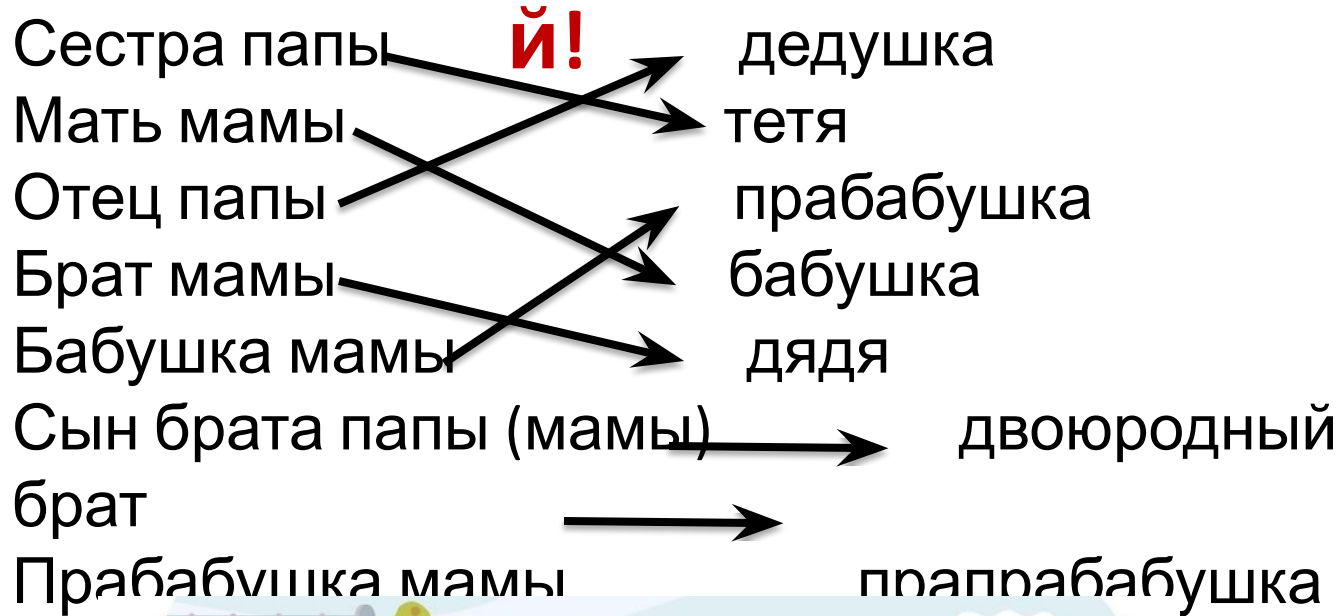 Сестра папы й! дедушка
Мать мамы тетя
Отец папы прабабушка
Брат мамы бабушка
Бабушка мамы дядя
Сын брата папы (мамы) двоюродный
брат
Прабабушка мамы прапрабабушка